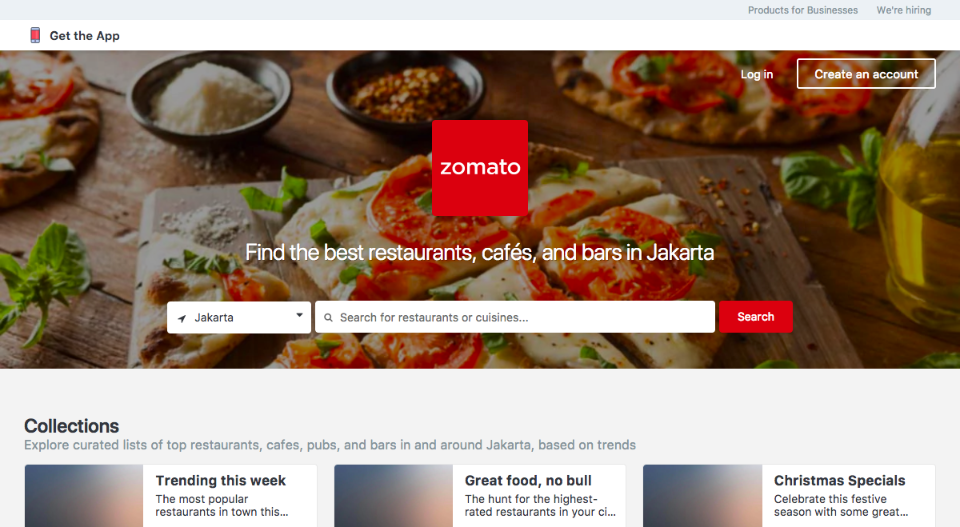 Products for Businesses We're hiring
Get the App
Log in Create an account
zomato
Find the best restaurants, cafés, and bars in Jakarta
Jakarta Search for restaurants or cuisines... Search
Collections
Explore curated lists of top restaurants, cafes, pubs, and bars in and around Jakarta, based on trends
Trending this week
The most popular
restaurants in town this...
Great food, no bull
The hunt for the highest-
rated restaurants in your ci...
Christmas Specials
Celebrate this festive
season with some great...